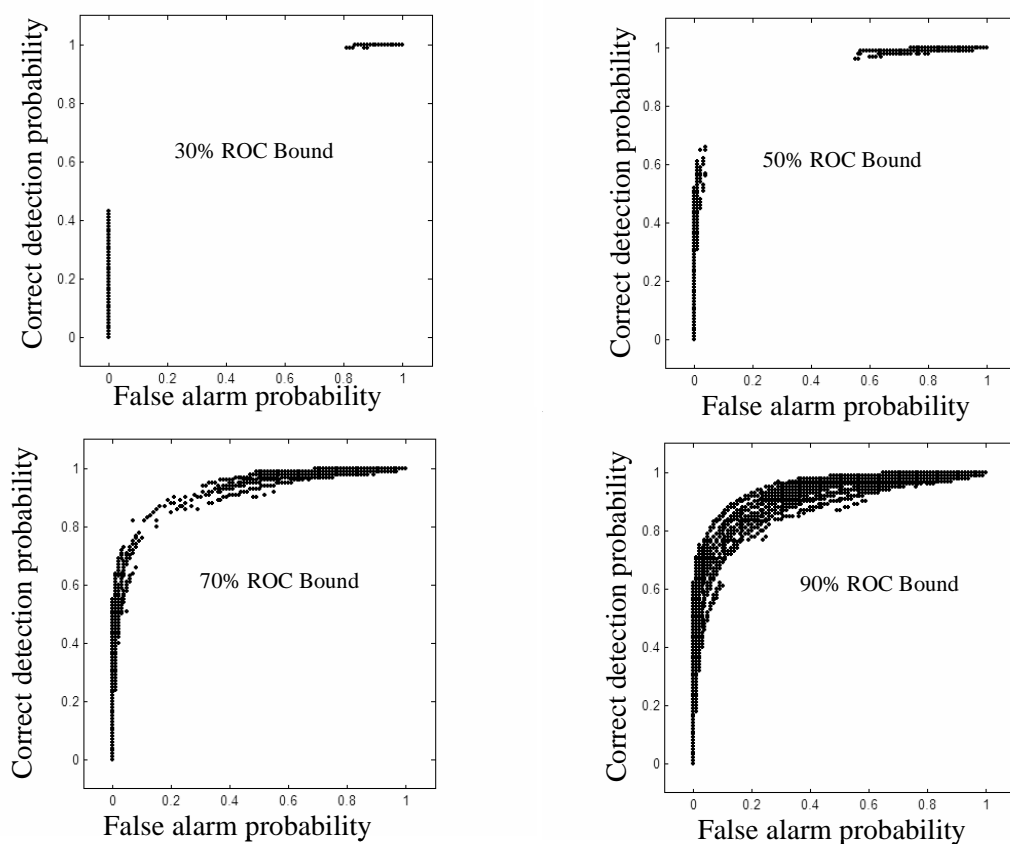 Correct detection probability
1
0.8
0.6
0.4
0.2
0
30% ROC Bound
0 0.2 0.4 0.6 0.8 1
False alarm probability
Correct detection probability
1
0.8
0.6
0.4
0.2
0
50% ROC Bound
0 0.2 0.4 0.6 0.8 1
False alarm probability
Correct detection probability
1
0.8
0.6
0.4
0.2
0
70% ROC Bound
0 0.2 0.4 0.6 0.8 1
False alarm probability
Correct detection probability
1
0.8
0.6
0.4
0.2
0
90% ROC Bound
0 0.2 0.4 0.6 0.8 1
False alarm probability